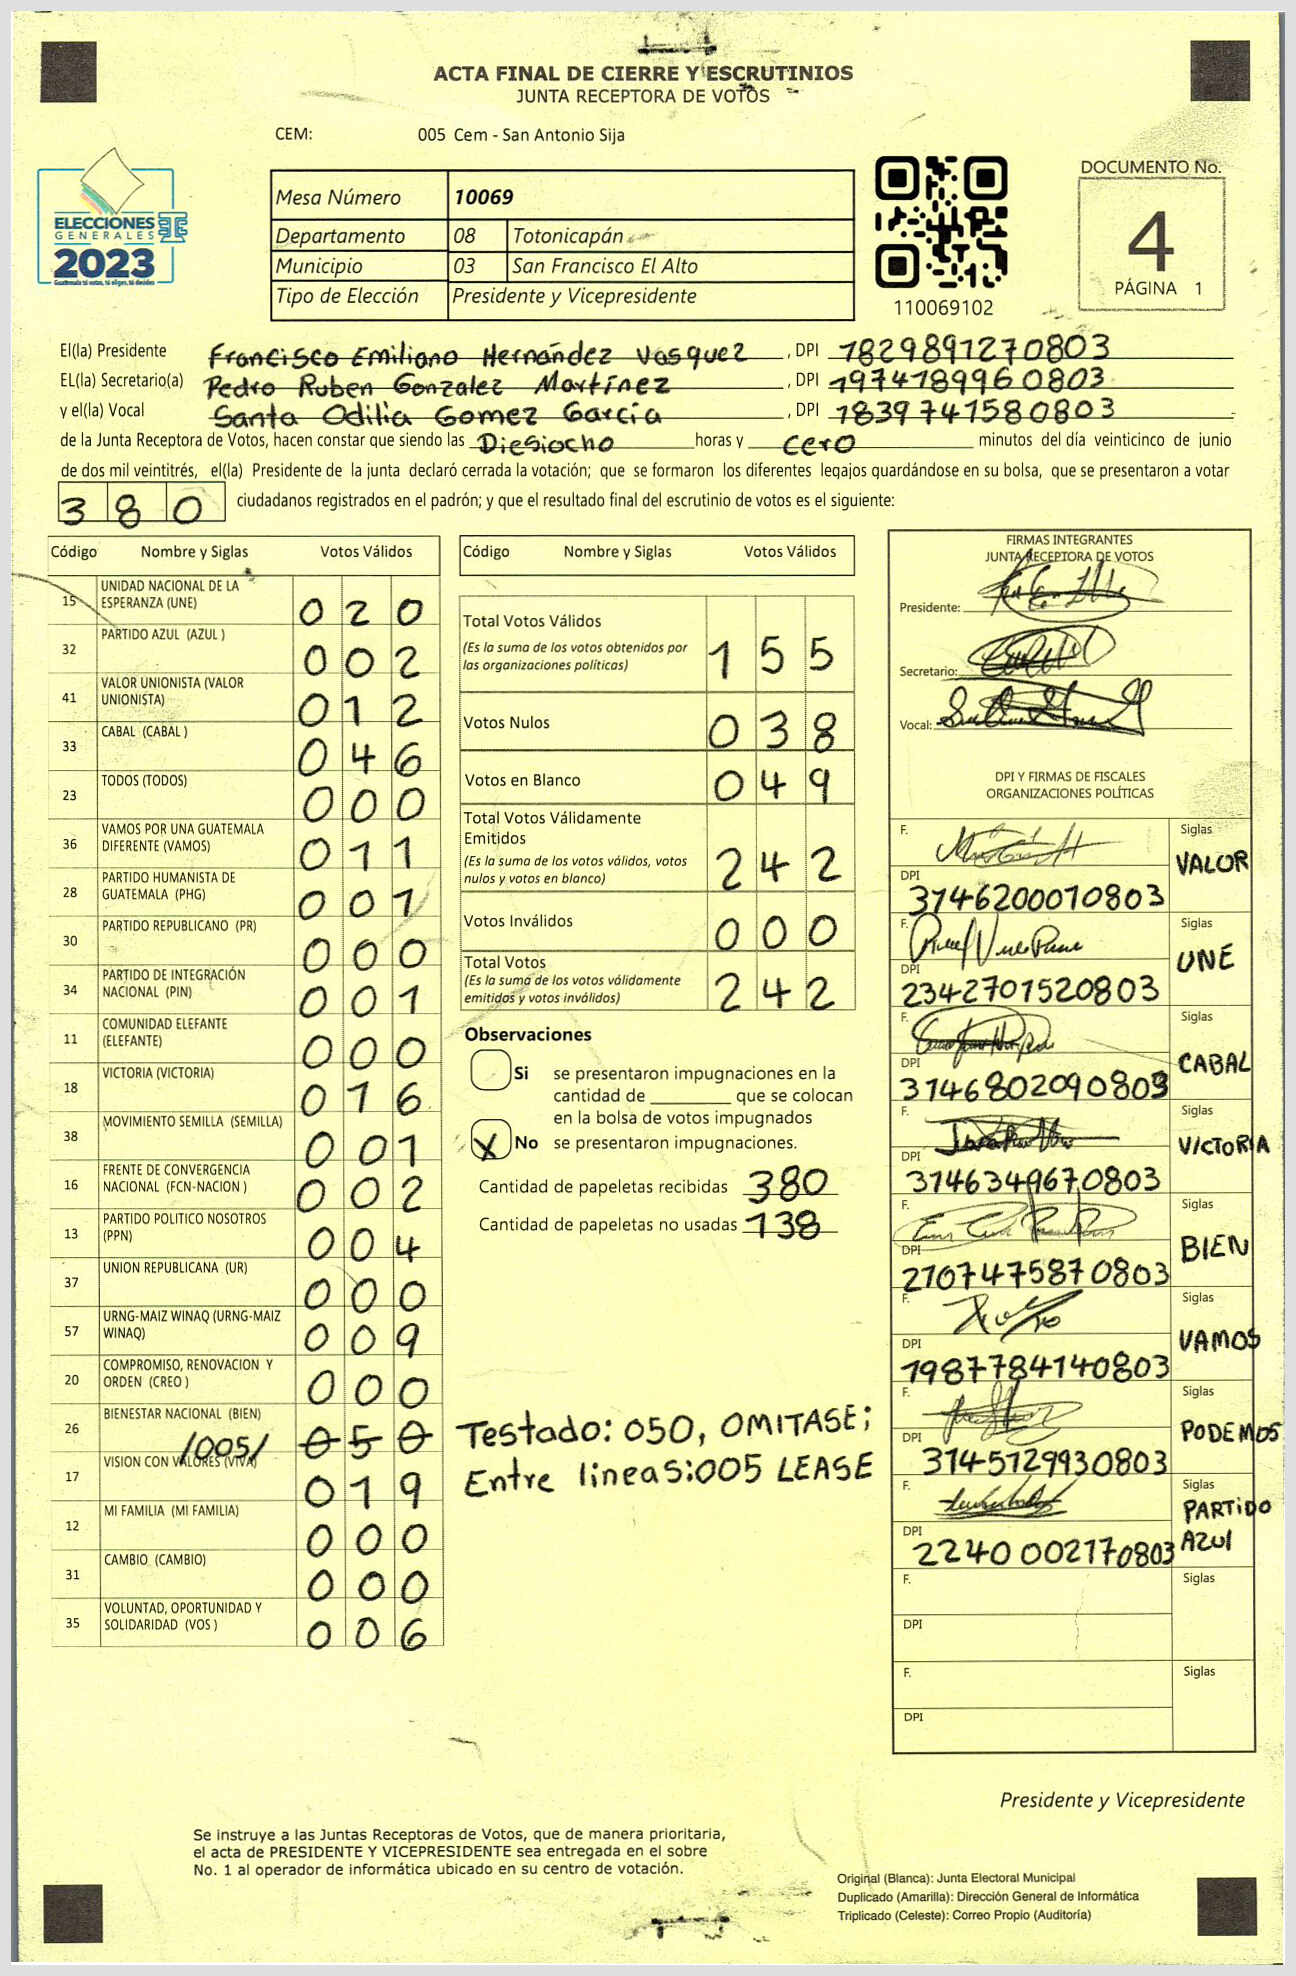 ACTA FINAL DE CIERRE Y ESCRUTINIOS
JUNTA RECEPTORA DE VOTOS
CEM: 005 Cem - San Antonio Sija
ELECCIONES
GENERALES
2023
Guatemala tú votas, tú eliges, tú decides
Mesa Número 10069
Departamento 08 Totonicapán
Municipio 03 San Francisco El Alto
Tipo de Elección Presidente y Vicepresidente
110069102
DOCUMENTO No.
4
PÁGINA 1
El(la) Presidente Francisco Emiliano Hernández Vasquez, DPI 1829891270803
EL(la) Secretario(a) Pedro Ruben Gonzalez Martínez, DPI 1974189960803
y el(la) Vocal Santa Odilia Gomez Garcia, DPI 1839741580803
de la Junta Receptora de Votos, hacen constar que siendo las Diesiocho horas y cero minutos del día veinticinco de junio
de dos mil veintitrés, el(la) Presidente de la junta declaró cerrada la votación; que se formaron los diferentes legajos quardándose en su bolsa, que se presentaron a votar
380 ciudadanos registrados en el padrón; y que el resultado final del escrutinio de votos es el siguiente:
Código Nombre y Siglas Votos Válidos
15 UNIDAD NACIONAL DE LA ESPERANZA (UNE) 020
32 PARTIDO AZUL (AZUL ) 002
41 VALOR UNIONISTA (VALOR UNIONISTA) 012
33 CABAL (CABAL ) 046
23 TODOS (TODOS) 000
36 VAMOS POR UNA GUATEMALA DIFERENTE (VAMOS) 011
28 PARTIDO HUMANISTA DE GUATEMALA (PHG) 001
30 PARTIDO REPUBLICANO (PR) 000
34 PARTIDO DE INTEGRACIÓN NACIONAL (PIN) 001
11 COMUNIDAD ELEFANTE (ELEFANTE) 000
18 VICTORIA (VICTORIA) 016
38 MOVIMIENTO SEMILLA (SEMILLA) 001
16 FRENTE DE CONVERGENCIA NACIONAL (FCN-NACION ) 002
13 PARTIDO POLITICO NOSOTROS (PPN) 004
37 UNION REPUBLICANA (UR) 000
57 URNG-MAIZ WINAQ (URNG-MAIZ WINAQ) 009
20 COMPROMISO, RENOVACION Y ORDEN (CREO ) 000
26 BIENESTAR NACIONAL (BIEN) /005/ 050
17 VISION CON VALORES (VIVA) 019
12 MI FAMILIA (MI FAMILIA) 000
31 CAMBIO (CAMBIO) 000
35 VOLUNTAD, OPORTUNIDAD Y SOLIDARIDAD (VOS ) 006
Código Nombre y Siglas Votos Válidos
Total Votos Válidos 155
(Es la suma de los votos obtenidos por
las organizaciones políticas)
Votos Nulos 038
Votos en Blanco 049
Total Votos Válidamente
Emitidos 242
(Es la suma de los votos válidos, votos
nulos y votos en blanco)
Votos Inválidos 000
Total Votos 242
(Es la suma de los votos válidamente
emitidos y votos inválidos)
Observaciones
Si se presentaron impugnaciones en la
cantidad de _________ que se colocan
en la bolsa de votos impugnados
X No se presentaron impugnaciones.
Cantidad de papeletas recibidas 380
Cantidad de papeletas no usadas 138
Testado: 050, OMITASE;
Entre lineas:005 LEASE
FIRMAS INTEGRANTES
JUNTA RECEPTORA DE VOTOS
Presidente:
Secretario:
Vocal:
DPI Y FIRMAS DE FISCALES
ORGANIZACIONES POLÍTICAS
F. Siglas VALOR
DPI 3146200010803
F. Siglas UNE
DPI 2342701520803
F. Siglas CABAL
DPI 3146802090803
F. Siglas VICTORIA
DPI 3146349670803
F. Siglas BIEN
DPI 2107475870803
F. Siglas VAMOS
DPI 1987784140803
F. Siglas PODEMOS
DPI 3145129930803
F. Siglas PARTIDO AZUl
DPI 2240002170803
F. Siglas
DPI
F. Siglas
DPI
Presidente y Vicepresidente
Se instruye a las Juntas Receptoras de Votos, que de manera prioritaria,
el acta de PRESIDENTE Y VICEPRESIDENTE sea entregada en el sobre
No. 1 al operador de informática ubicado en su centro de votación.
Original (Blanca): Junta Electoral Municipal
Duplicado (Amarilla): Dirección General de Informática
Triplicado (Celeste): Correo Propio (Auditoría)